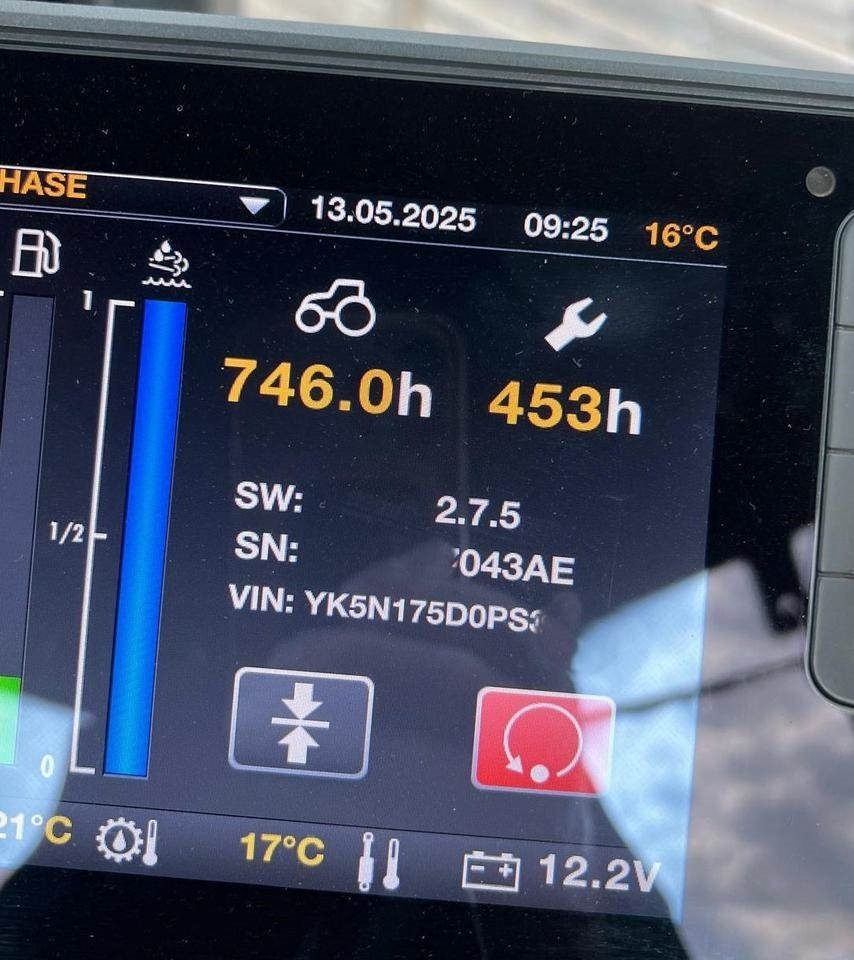 HASE
13.05.2025 09:25 16°C
1
746.0h 453h
SW: 2.7.5
1/2
SN: 043AE
VIN: YK5N175D0PS
0
21°C 17°C 12.2V